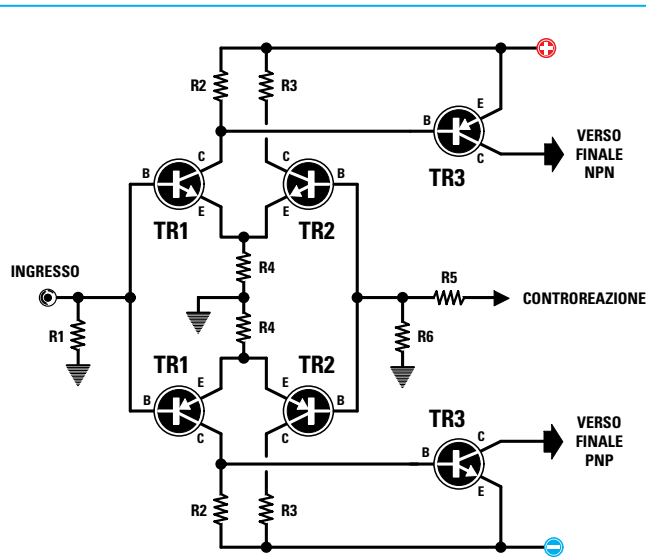 R2
R3
+
E
B
C
TR3
VERSO
FINALE
NPN
C
C
B
B
E
E
TR1
TR2
R4
INGRESSO
R1
R5
CONTROREAZIONE
R6
R4
TR1
TR2
E
E
B
B
C
C
TR3
C
B
E
VERSO
FINALE
PNP
R2
R3
−